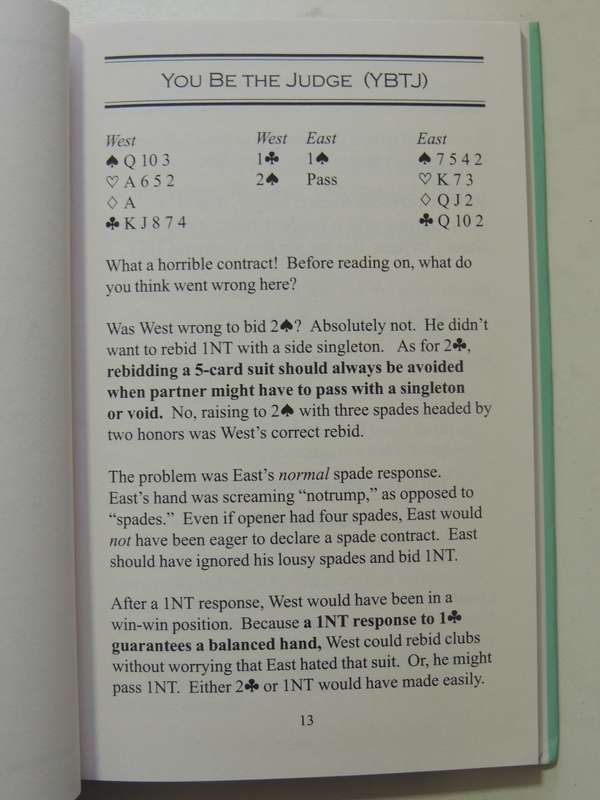 YOU BE THE JUDGE (YBTJ)
West West East East
♠ Q 10 3 1♣ 1♠ ♠ 7 5 4 2
♡ A 6 5 2 2♠ Pass ♡ K 7 3
♢ A ♢ Q J 2
♣ K J 8 7 4 ♣ Q 10 2
What a horrible contract! Before reading on, what do
you think went wrong here?
Was West wrong to bid 2♠? Absolutely not. He didn't
want to rebid 1NT with a side singleton. As for 2♣,
rebidding a 5-card suit should always be avoided
when partner might have to pass with a singleton
or void. No, raising to 2♠ with three spades headed by
two honors was West's correct rebid.
The problem was East's normal spade response.
East's hand was screaming “notrump,” as opposed to
“spades.” Even if opener had four spades, East would
not have been eager to declare a spade contract. East
should have ignored his lousy spades and bid 1NT.
After a 1NT response, West would have been in a
win-win position. Because a 1NT response to 1♣
guarantees a balanced hand, West could rebid clubs
without worrying that East hated that suit. Or, he might
pass 1NT. Either 2♣ or 1NT would have made easily.
13